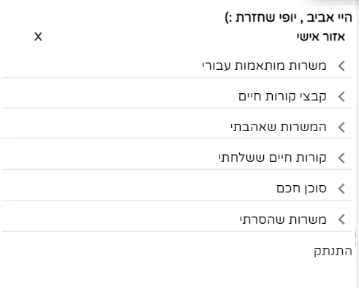 היי אביב , יופי שחזרת :)
אזור אישי
X
משרות מותאמות עבורי
קבצי קורות חיים
המשרות שאהבתי
קורות חיים ששלחתי
סוכן חכם
משרות שהסרתי
התנתק